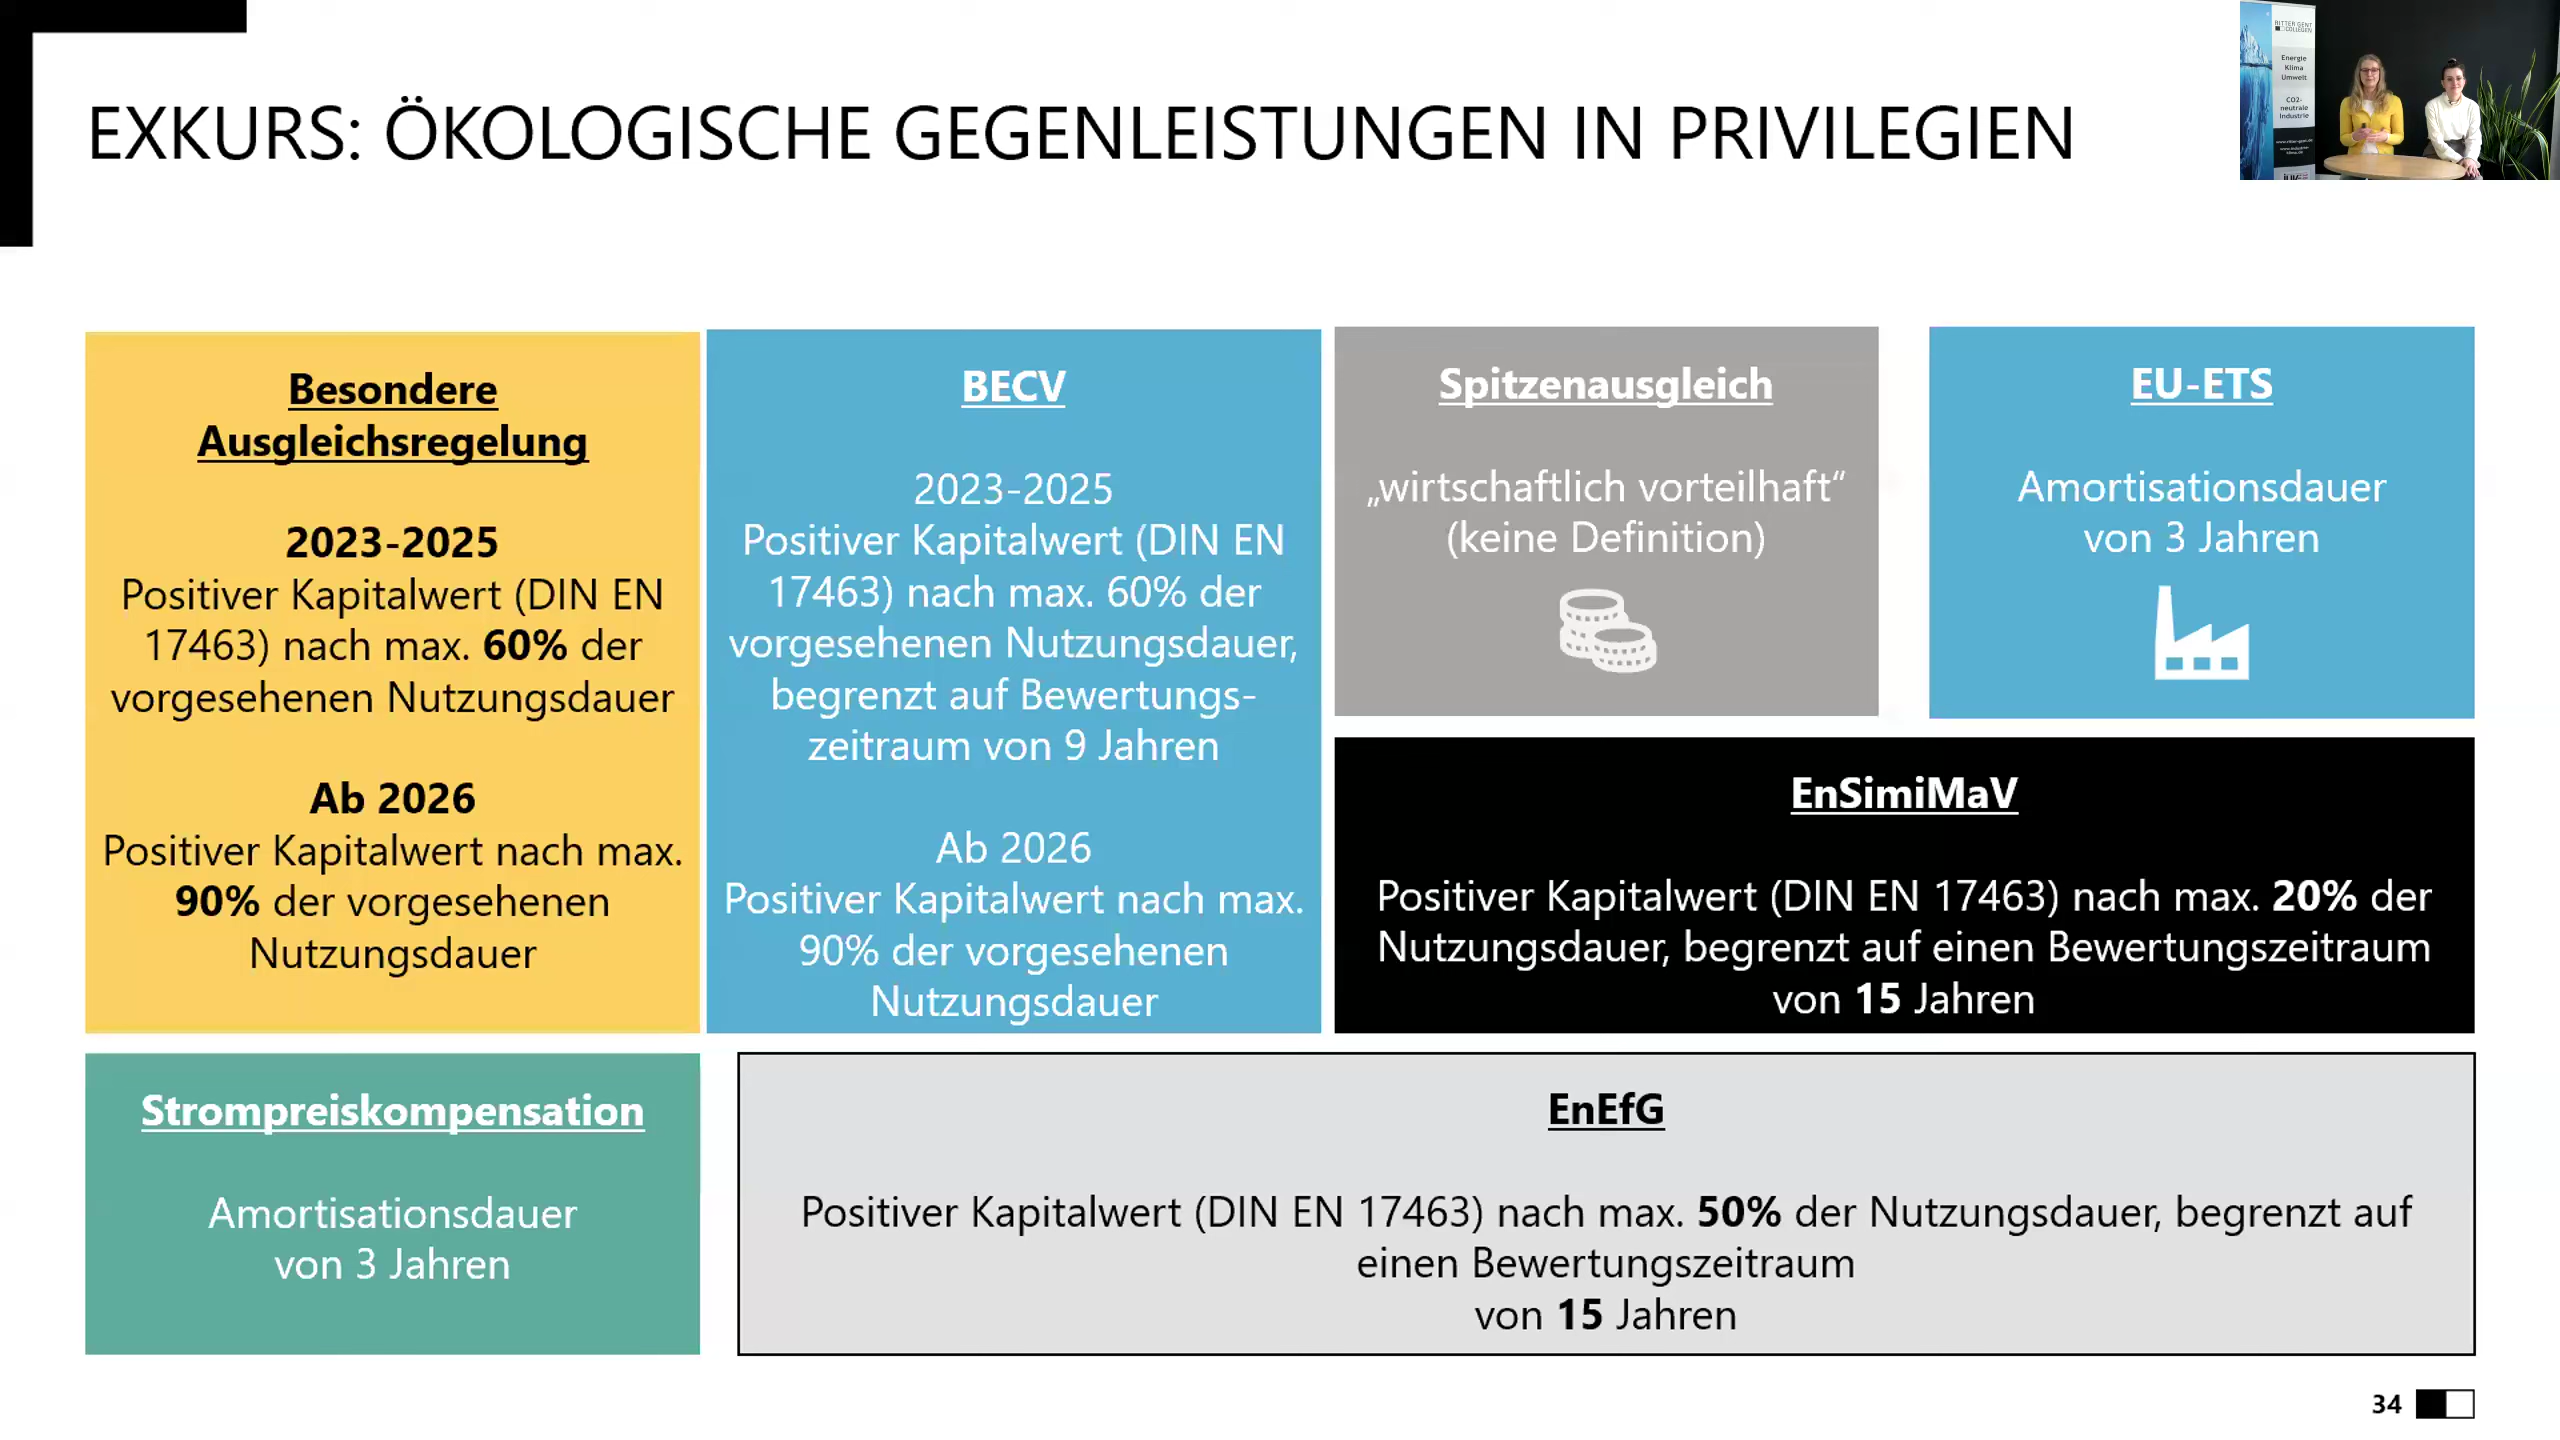 EXKURS: ÖKOLOGISCHE GEGENLEISTUNGEN IN PRIVILEGIEN
RITTER GENT
COLLEGEN
Energie
Klima
Umwelt
CO2-
neutrale
Industrie
Besondere
Ausgleichsregelung
2023-2025
Positiver Kapitalwert (DIN EN
17463) nach max. 60% der
vorgesehenen Nutzungsdauer
Ab 2026
Positiver Kapitalwert nach max.
90% der vorgesehenen
Nutzungsdauer
BECV
2023-2025
Positiver Kapitalwert (DIN EN
17463) nach max. 60% der
vorgesehenen Nutzungsdauer,
begrenzt auf Bewertungs-
zeitraum von 9 Jahren
Ab 2026
Positiver Kapitalwert nach max.
90% der vorgesehenen
Nutzungsdauer
Spitzenausgleich
„wirtschaftlich vorteilhaft“
(keine Definition)
EU-ETS
Amortisationsdauer
von 3 Jahren
EnSimiMaV
Positiver Kapitalwert (DIN EN 17463) nach max. 20% der
Nutzungsdauer, begrenzt auf einen Bewertungszeitraum
von 15 Jahren
Strompreiskompensation
Amortisationsdauer
von 3 Jahren
EnEfG
Positiver Kapitalwert (DIN EN 17463) nach max. 50% der Nutzungsdauer, begrenzt auf
einen Bewertungszeitraum
von 15 Jahren
34